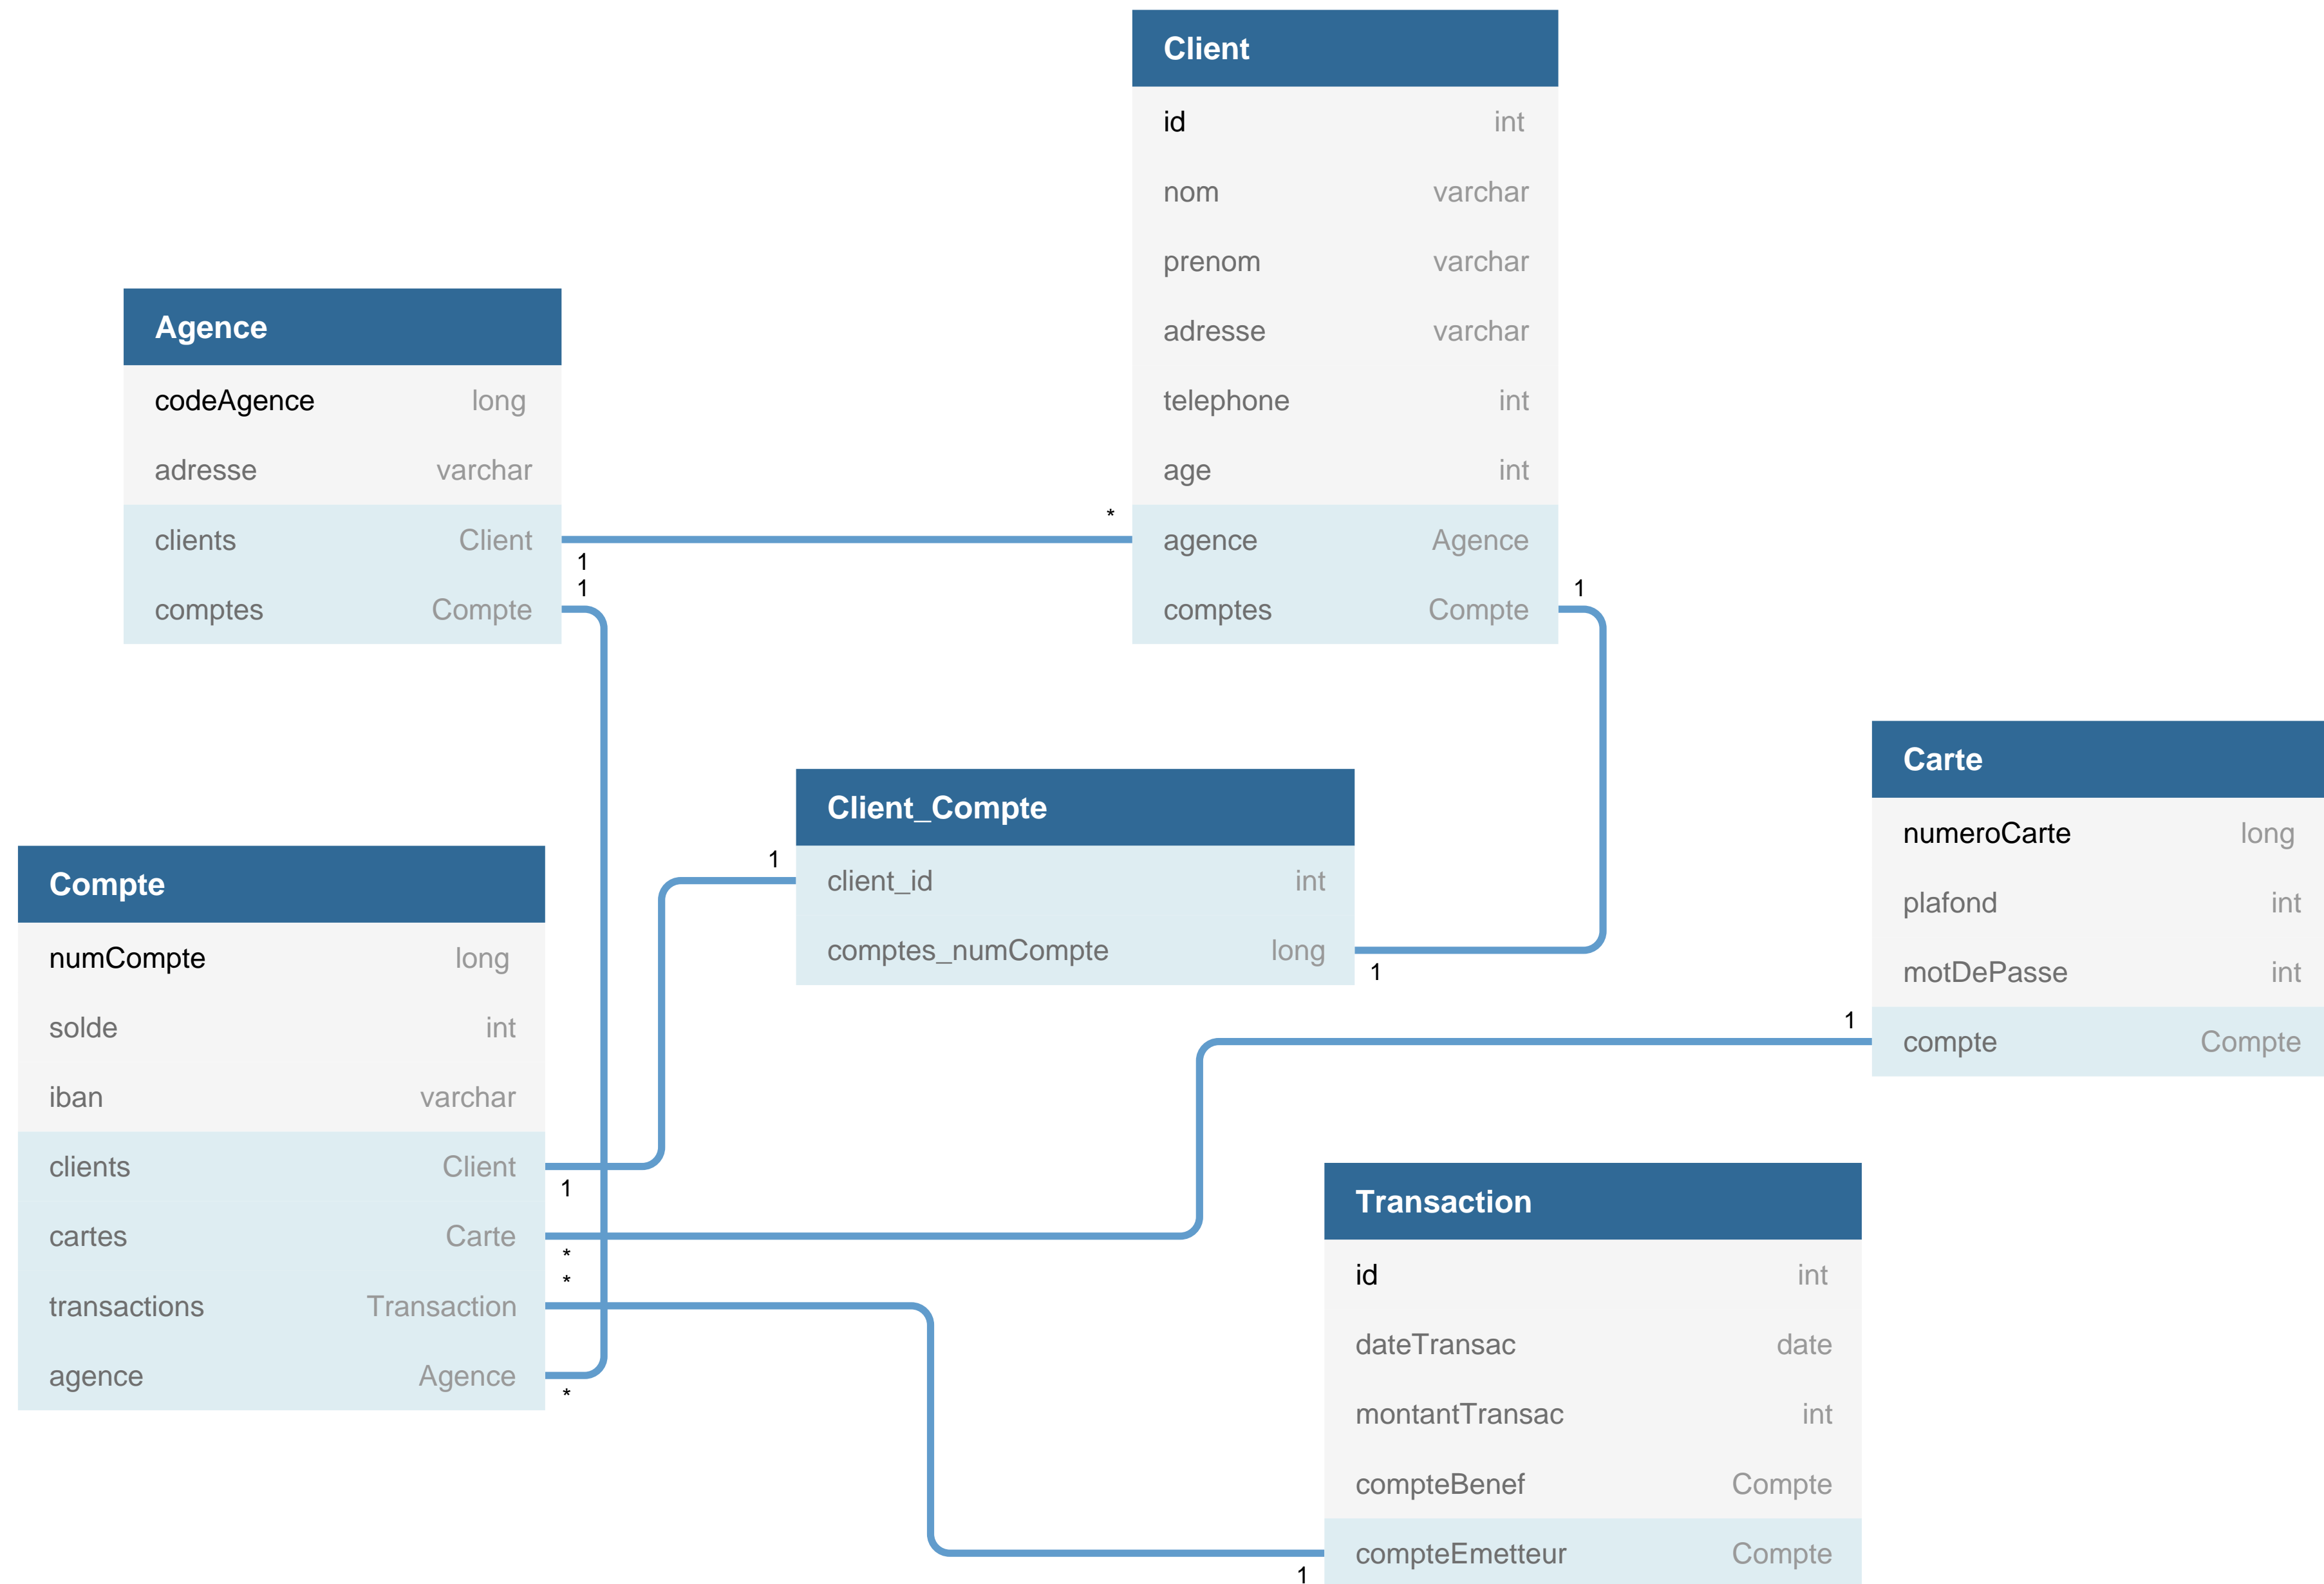 Client
id int
nom varchar
prenom varchar
adresse varchar
telephone int
age int
agence Agence
comptes Compte
Agence
codeAgence long
adresse varchar
clients Client
comptes Compte
*
1
1
1
Client_Compte
client_id int
comptes_numCompte long
1
1
Carte
numeroCarte long
plafond int
motDePasse int
compte Compte
1
Compte
numCompte long
solde int
iban varchar
clients Client
cartes Carte
transactions Transaction
agence Agence
1
*
*
*
Transaction
id int
dateTransac date
montantTransac int
compteBenef Compte
compteEmetteur Compte
1